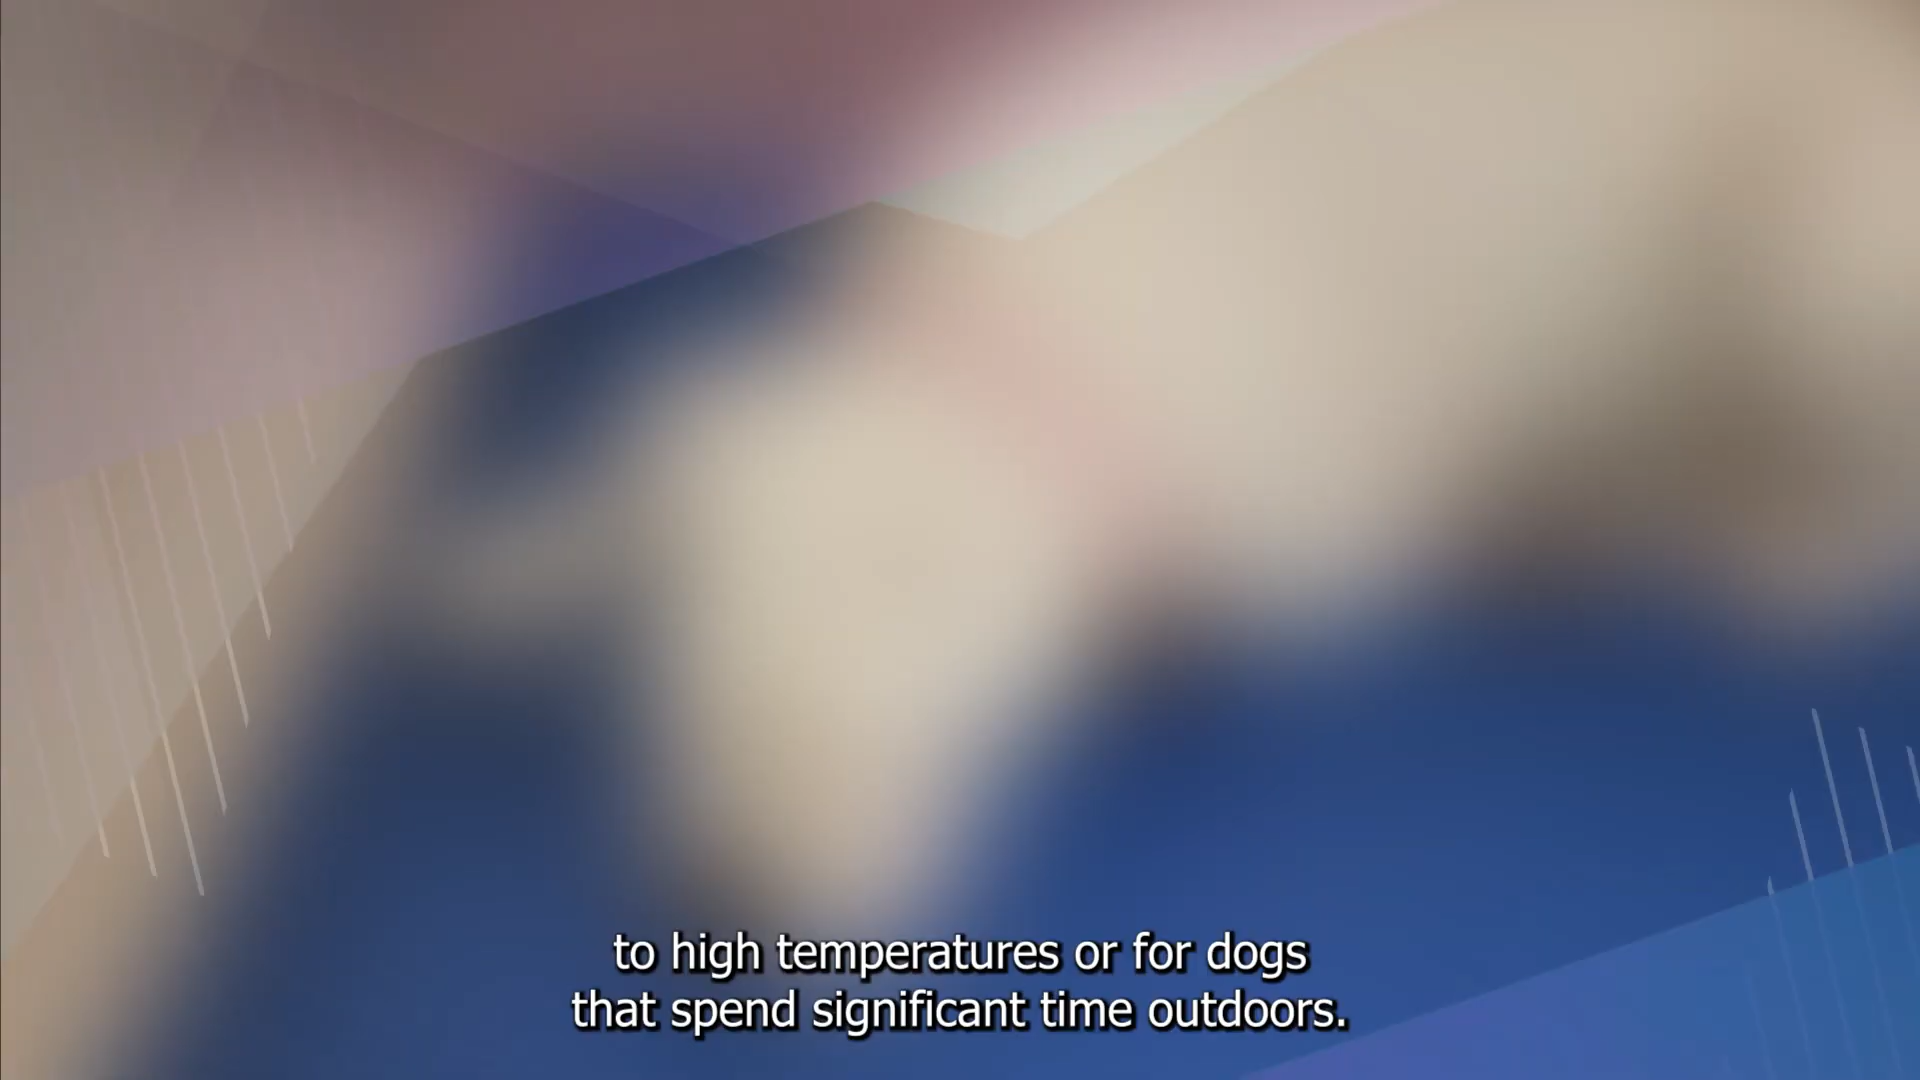 to high temperatures or for dogs
that spend significant time outdoors.